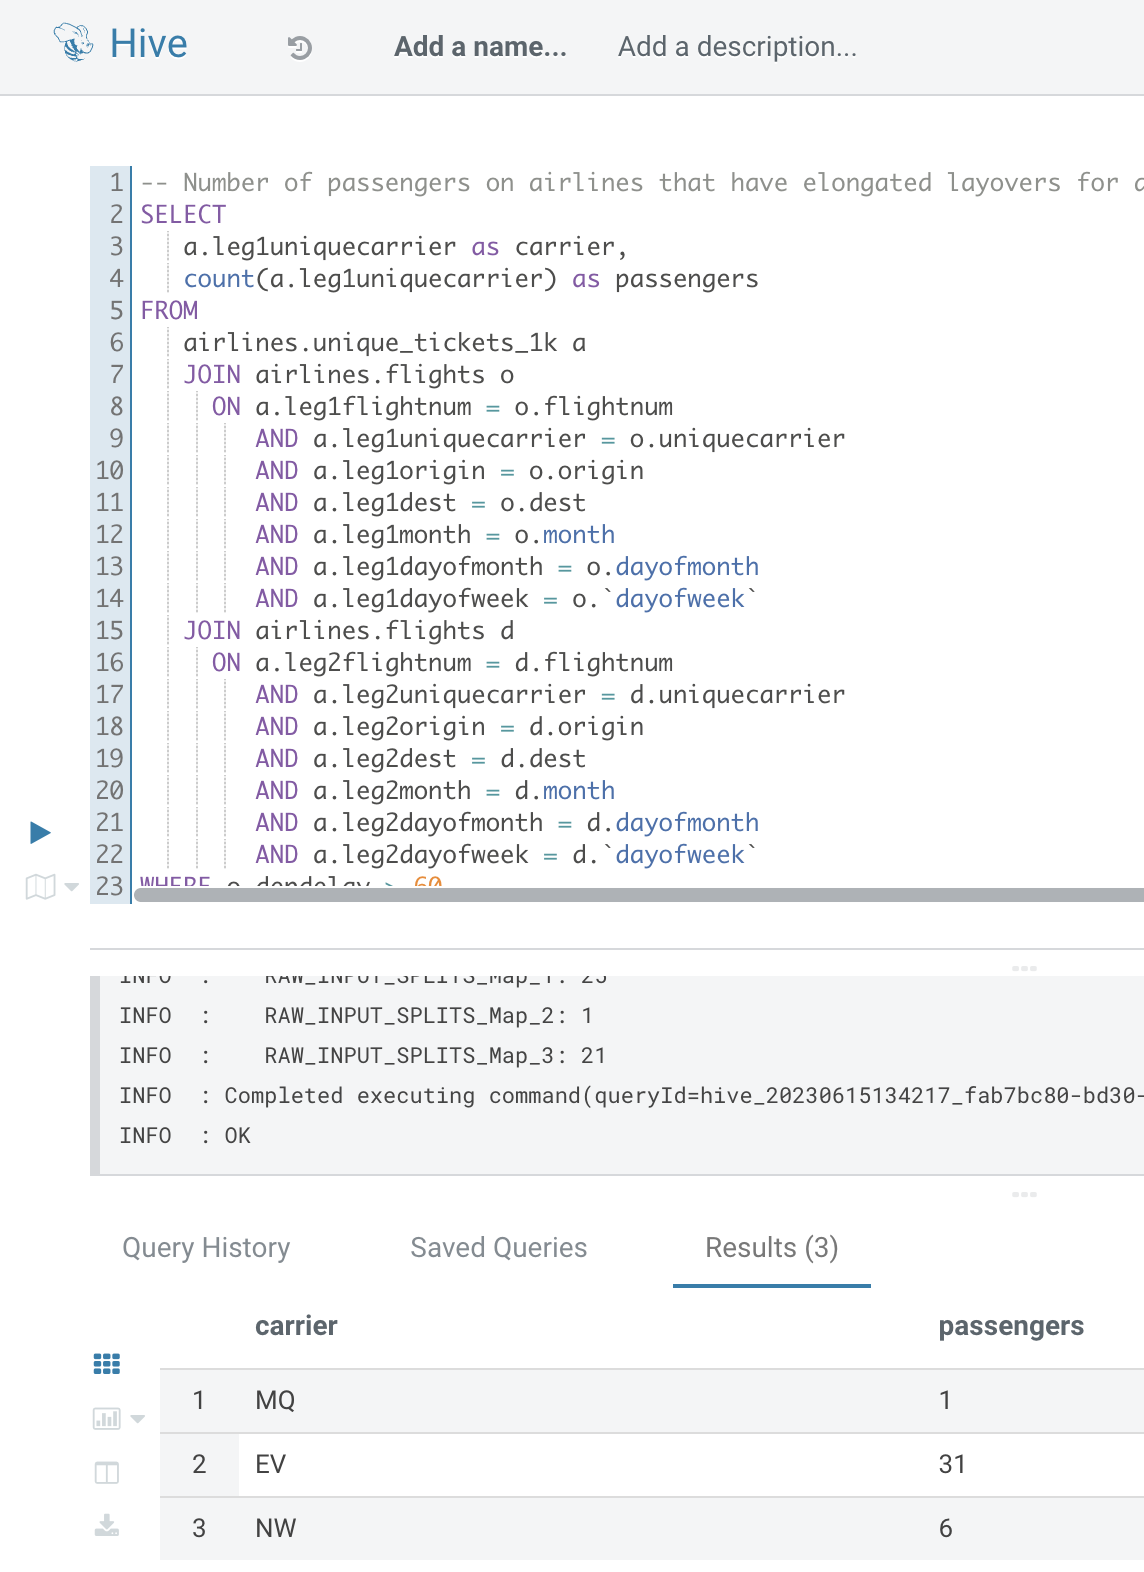 Hive Add a name... Add a description...
1 -- Number of passengers on airlines that have elongated layovers for
2 SELECT
3 a.leg1uniquecarrier as carrier,
4 count(a.leg1uniquecarrier) as passengers
5 FROM
6 airlines.unique_tickets_1k a
7 JOIN airlines.flights o
8 ON a.leg1flightnum = o.flightnum
9 AND a.leg1uniquecarrier = o.uniquecarrier
10 AND a.leg1origin = o.origin
11 AND a.leg1dest = o.dest
12 AND a.leg1month = o.month
13 AND a.leg1dayofmonth = o.dayofmonth
14 AND a.leg1dayofweek = o.`dayofweek`
15 JOIN airlines.flights d
16 ON a.leg2flightnum = d.flightnum
17 AND a.leg2uniquecarrier = d.uniquecarrier
18 AND a.leg2origin = d.origin
19 AND a.leg2dest = d.dest
20 AND a.leg2month = d.month
21 AND a.leg2dayofmonth = d.dayofmonth
22 AND a.leg2dayofweek = d.`dayofweek`
23 WHERE o.depdelay > 60
INFO : RAW_INPUT_SPLITS_Map_1:
INFO : RAW_INPUT_SPLITS_Map_2: 1
INFO : RAW_INPUT_SPLITS_Map_3: 21
INFO : Completed executing command(queryId=hive_20230615134217_fab7bc80-bd30-
INFO : OK
Query History Saved Queries Results (3)
carrier passengers
1 MQ 1
2 EV 31
3 NW 6